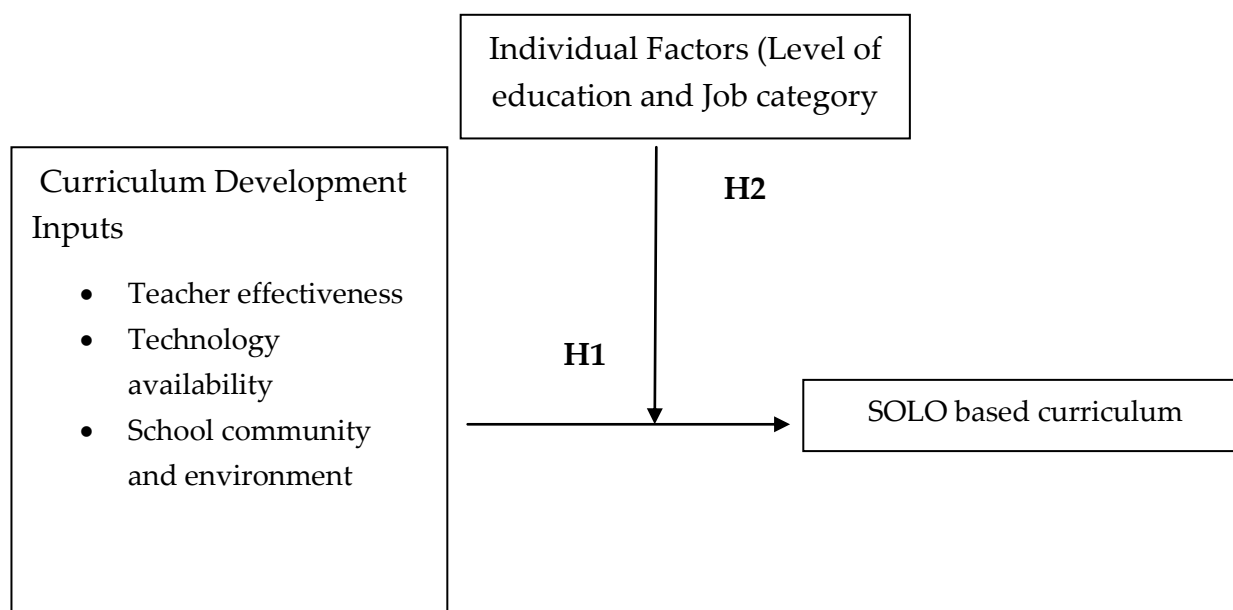 Individual Factors (Level of
education and Job category
Curriculum Development
Inputs
H2
• Teacher effectiveness
• Technology
availability
• School community
and environment
H1
SOLO based curriculum